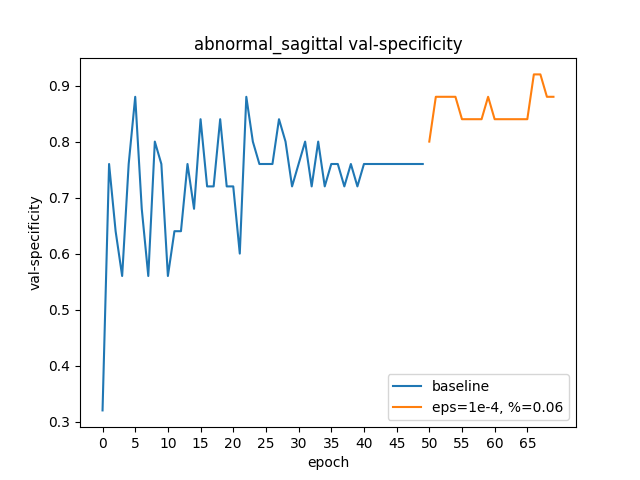 abnormal_sagittal val-specificity
val-specificity
0.9
0.8
0.7
0.6
0.5
0.4
0.3
baseline
eps=1e-4, %=0.06
0 5 10 15 20 25 30 35 40 45 50 55 60 65
epoch